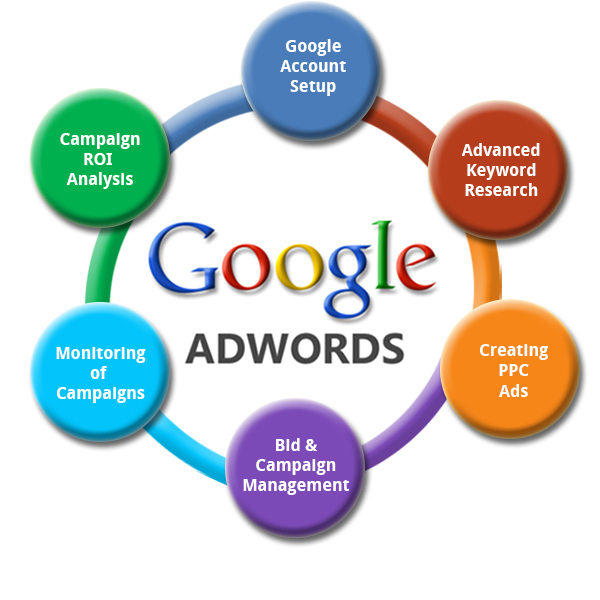 Google
Account
Setup
Advanced
Keyword
Research
Creating
PPC
Ads
Bid &
Campaign
Management
Monitoring
of
Campaigns
Campaign
ROI
Analysis
Google
ADWORDS